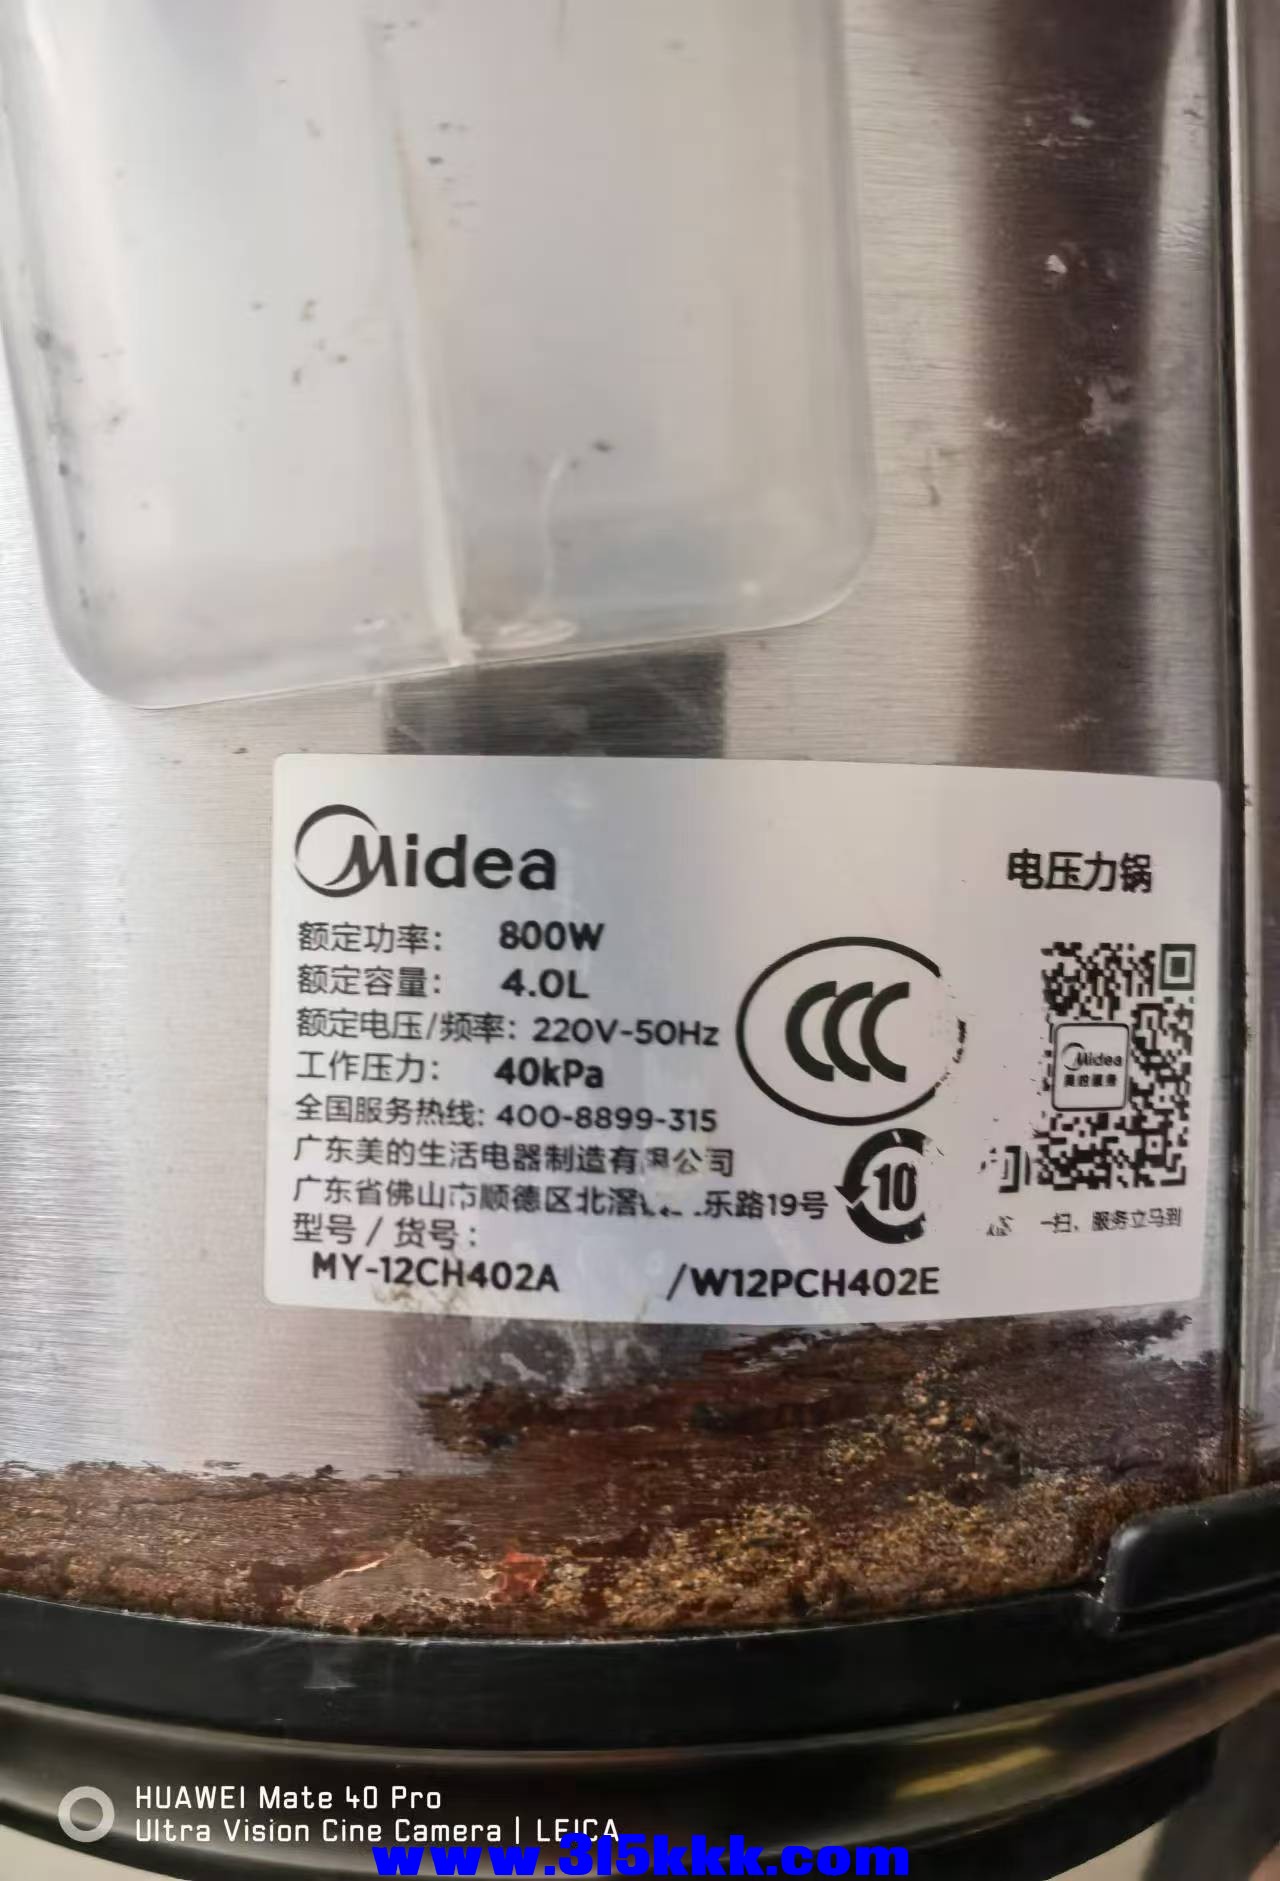 Midea
电压力锅
额定功率： 800W
额定容量： 4.0L
额定电压/频率：220V-50Hz
工作压力： 40kPa
全国服务热线：400-8899-315
广东美的生活电器制造有限公司
广东省佛山市顺德区北滘 乐路19号
型号 / 货号：
MY-12CH402A /W12PCH402E
CCC
10
Midea
美的服务
一扫，服务立马到
HUAWEI Mate 40 Pro
Ultra Vision Cine Camera | LEICA
www.315kkk.com